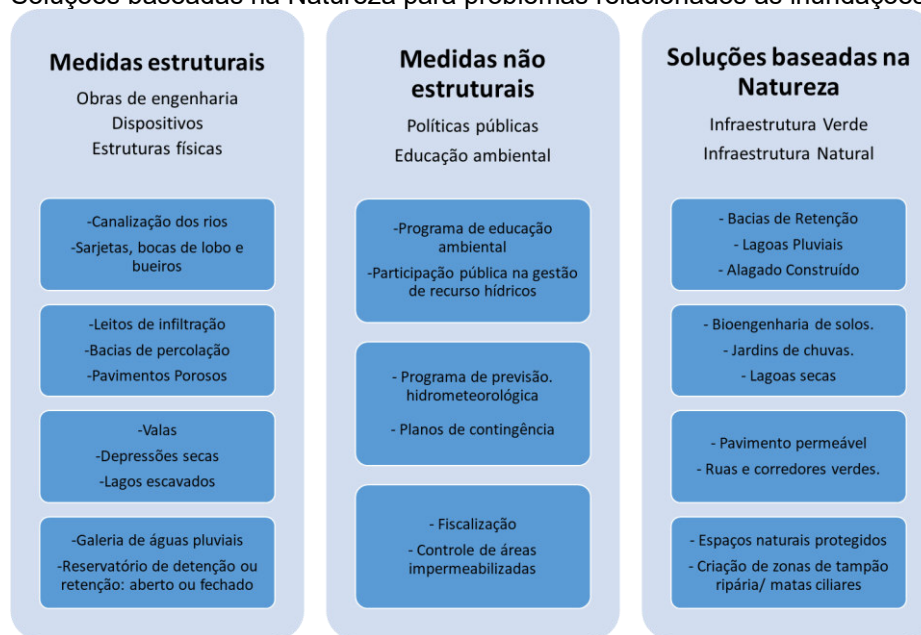 Soluções baseadas na Natureza para problemas relacionados às inundações
Medidas estruturais
Obras de engenharia
Dispositivos
Estruturas físicas
-Canalização dos rios
-Sarjetas, bocas de lobo e
bueiros
-Leitos de infiltração
-Bacias de percolação
-Pavimentos Porosos
-Valas
-Depressões secas
-Lagos escavados
-Galeria de águas pluviais
-Reservatório de detenção ou
retenção: aberto ou fechado
Medidas não
estruturais
Políticas públicas
Educação ambiental
-Programa de educação
ambiental
-Participação pública na gestão
de recurso hídricos
- Programa de previsão.
hidrometeorológica
- Planos de contingência
- Fiscalização
- Controle de áreas
impermeabilizadas
Soluções baseadas na
Natureza
Infraestrutura Verde
Infraestrutura Natural
- Bacias de Retenção
- Lagoas Pluviais
- Alagado Construído
- Bioengenharia de solos.
- Jardins de chuvas.
- Lagoas secas
- Pavimento permeável
- Ruas e corredores verdes.
- Espaços naturais protegidos
- Criação de zonas de tampão
ripária/ matas ciliares